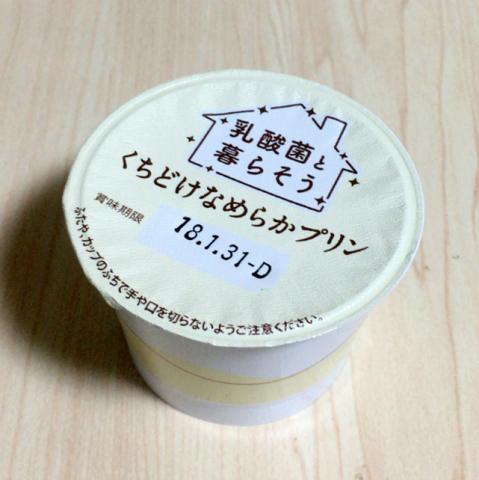 乳酸菌と
暮らそう
くちどけなめらかプリン
賞味期限
18.1.31-D
ふたや、カップのふちで手や口を切らないようご注意ください。